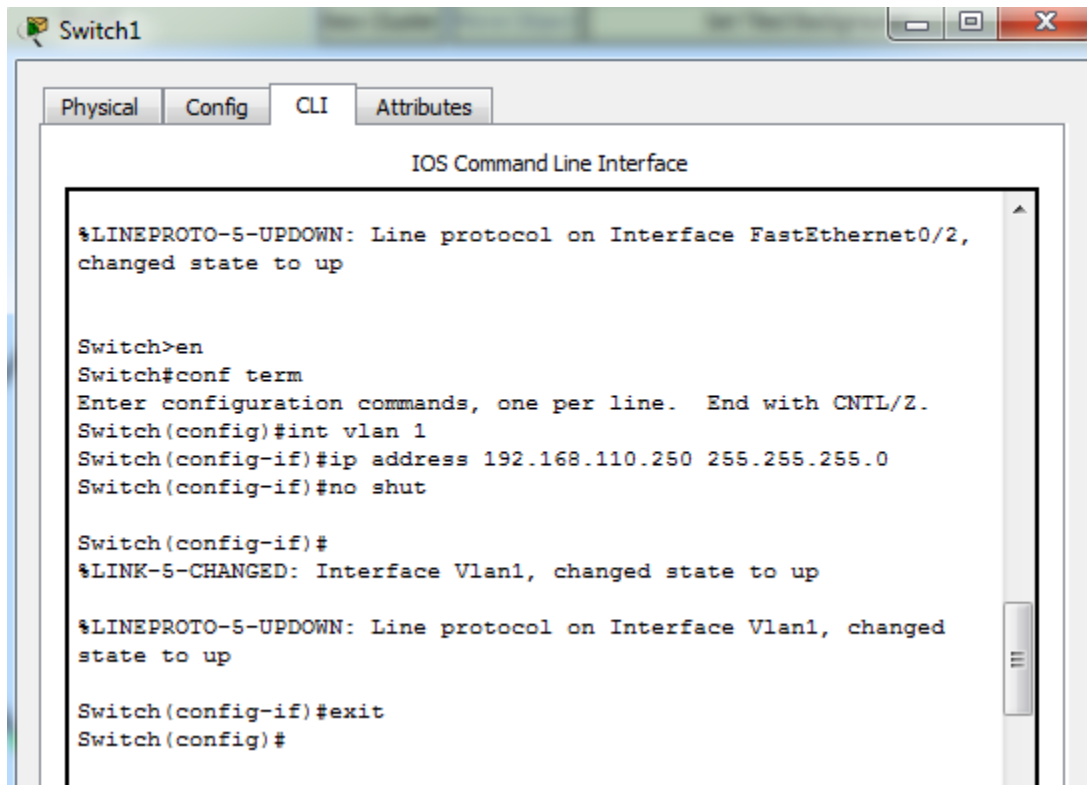 Switch1
Physical Config CLI Attributes
IOS Command Line Interface
%LINEPROTO-5-UPDOWN: Line protocol on Interface FastEthernet0/2,
changed state to up
Switch>en
Switch#conf term
Enter configuration commands, one per line.  End with CNTL/Z.
Switch(config)#int vlan 1
Switch(config-if)#ip address 192.168.110.250 255.255.255.0
Switch(config-if)#no shut
Switch(config-if)#
%LINK-5-CHANGED: Interface Vlan1, changed state to up
%LINEPROTO-5-UPDOWN: Line protocol on Interface Vlan1, changed
state to up
Switch(config-if)#exit
Switch(config)#